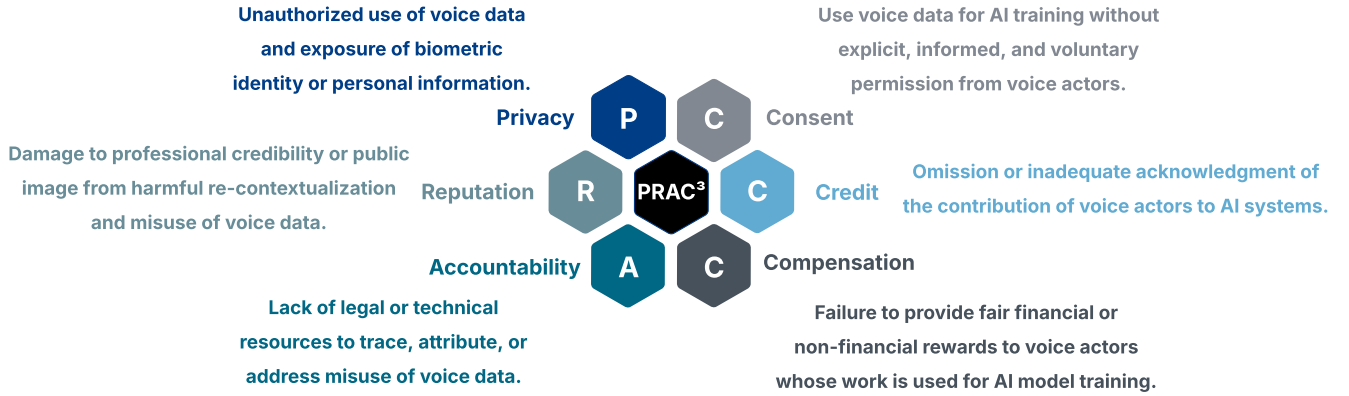 Unauthorized use of voice data
and exposure of biometric
identity or personal information.
Privacy
P
Use voice data for AI training without
explicit, informed, and voluntary
permission from voice actors.
C
Consent
Damage to professional credibility or public
image from harmful re-contextualization
and misuse of voice data.
Reputation
R
PRAC³
C
Credit
Omission or inadequate acknowledgment of
the contribution of voice actors to AI systems.
Accountability
A
Lack of legal or technical
resources to trace, attribute, or
address misuse of voice data.
C
Compensation
Failure to provide fair financial or
non-financial rewards to voice actors
whose work is used for AI model training.